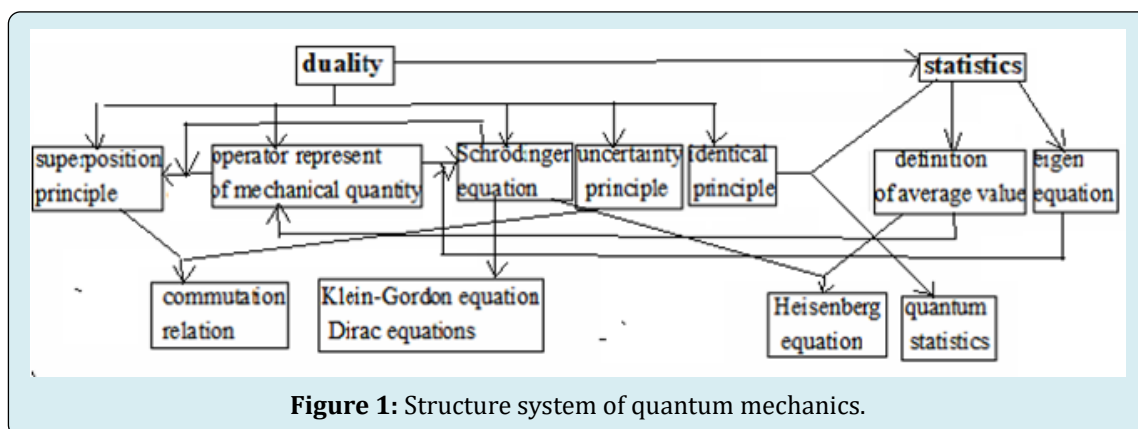 duality
statistics
superposition
principle
operator represent
of mechanical quantity
Schrodinger
equation
uncertainty
principle
identical
principle
definition
of average value
eigen
equation
commutation
relation
Klein-Gordon equation
Dirac equations
Heisenberg
equation
quantum
statistics
Figure 1: Structure system of quantum mechanics.